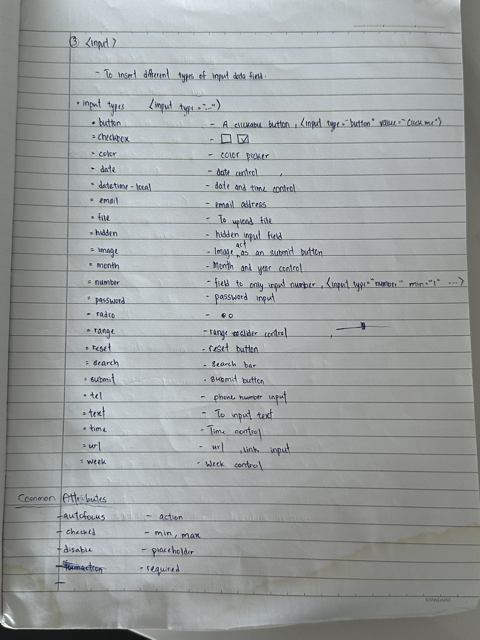 ③ <input>
- To insert different types of input data field.
• input types <input type="...">
▪ button - A clickable button, <input type="button" value="Click me">
▪ checkbox - ☐ ☑
▪ color - color picker
▪ date - date control
▪ datetime-local - date and time control
▪ email - email address
▪ file - To upload file
▪ hidden - hidden input field
▪ image - Image act as an submit button
▪ month - Month and year control
▪ number - field to only input number, <input type="number" min="1" ...>
▪ password - password input
▪ radio -
▪ range - range slider control
▪ reset - reset button
▪ search - search bar
▪ submit - submit button
▪ tel - phone number input
▪ text - To input text
▪ time - Time control
▪ url - url, link input
▪ week - week control
Common Attributes
- autofocus - action
- checked - min, max
- disable - placeholder
- required
-